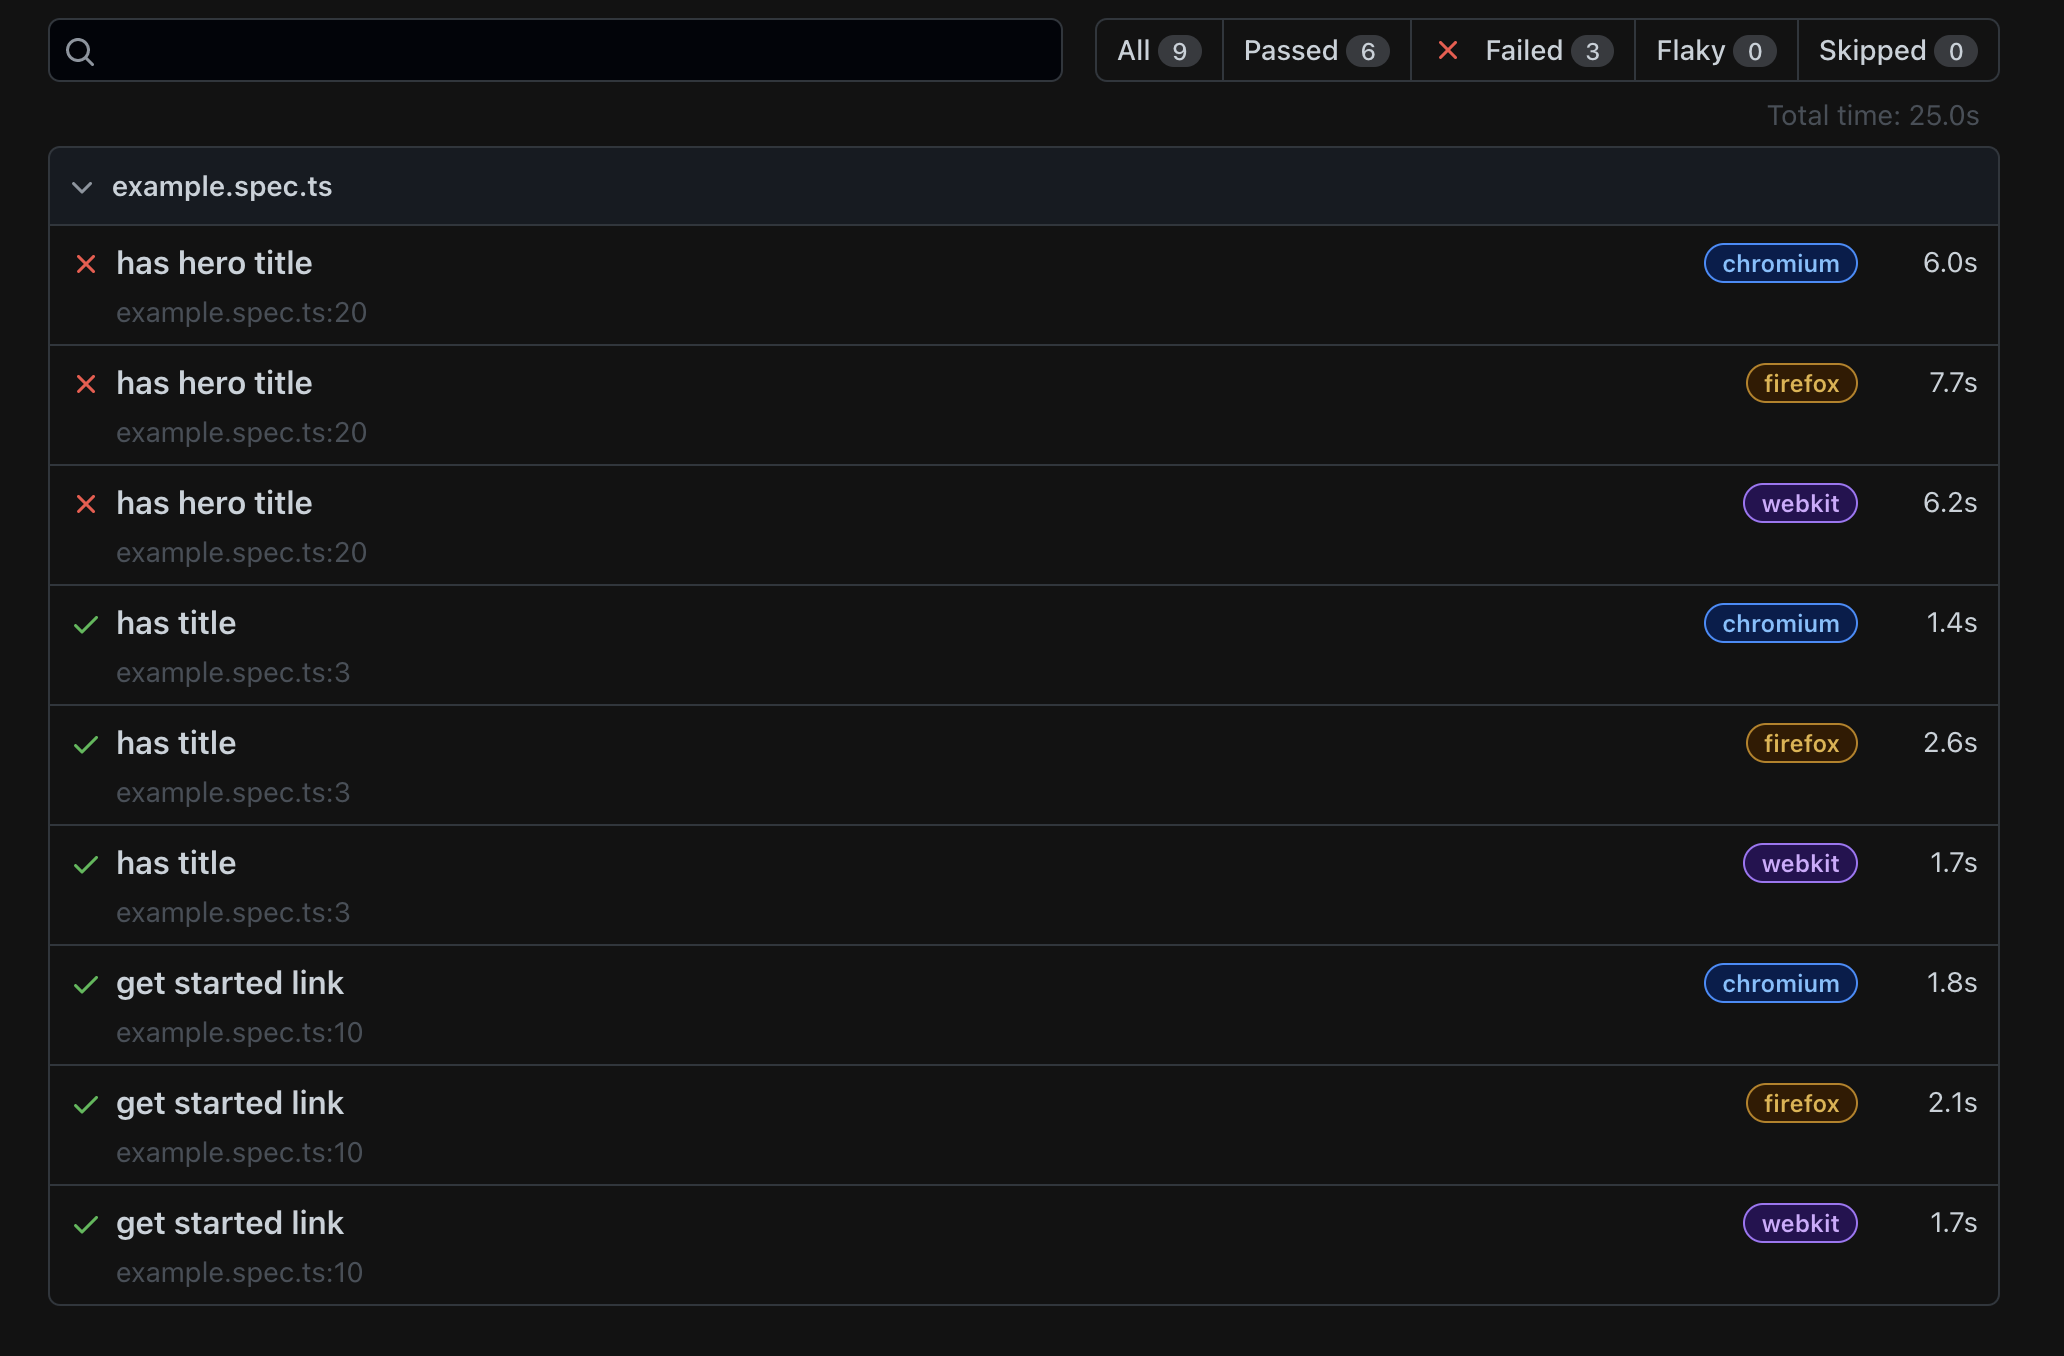 All 9 Passed 6 Failed 3 Flaky 0 Skipped 0
Total time: 25.0s
example.spec.ts
has hero title chromium 6.0s
example.spec.ts:20
has hero title firefox 7.7s
example.spec.ts:20
has hero title webkit 6.2s
example.spec.ts:20
has title chromium 1.4s
example.spec.ts:3
has title firefox 2.6s
example.spec.ts:3
has title webkit 1.7s
example.spec.ts:3
get started link chromium 1.8s
example.spec.ts:10
get started link firefox 2.1s
example.spec.ts:10
get started link webkit 1.7s
example.spec.ts:10